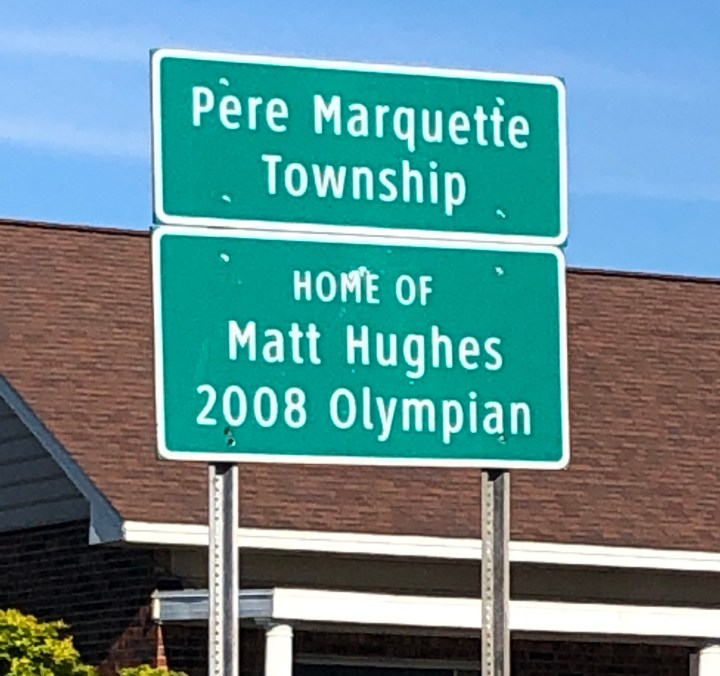 Pere Marquette
Township
HOME OF
Matt Hughes
2008 Olympian